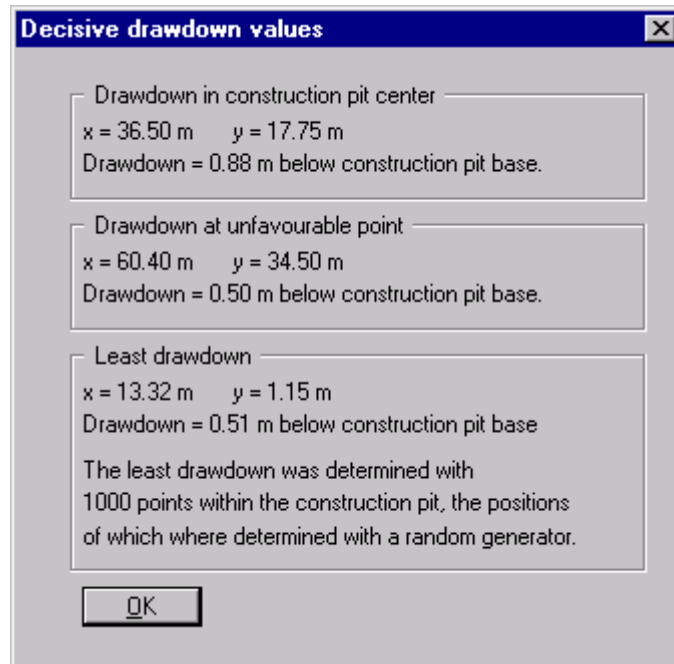 Decisive drawdown values
Drawdown in construction pit center
x = 36.50 m y = 17.75 m
Drawdown = 0.88 m below construction pit base.
Drawdown at unfavourable point
x = 60.40 m y = 34.50 m
Drawdown = 0.50 m below construction pit base.
Least drawdown
x = 13.32 m y = 1.15 m
Drawdown = 0.51 m below construction pit base
The least drawdown was determined with
1000 points within the construction pit, the positions
of which where determined with a random generator.
OK